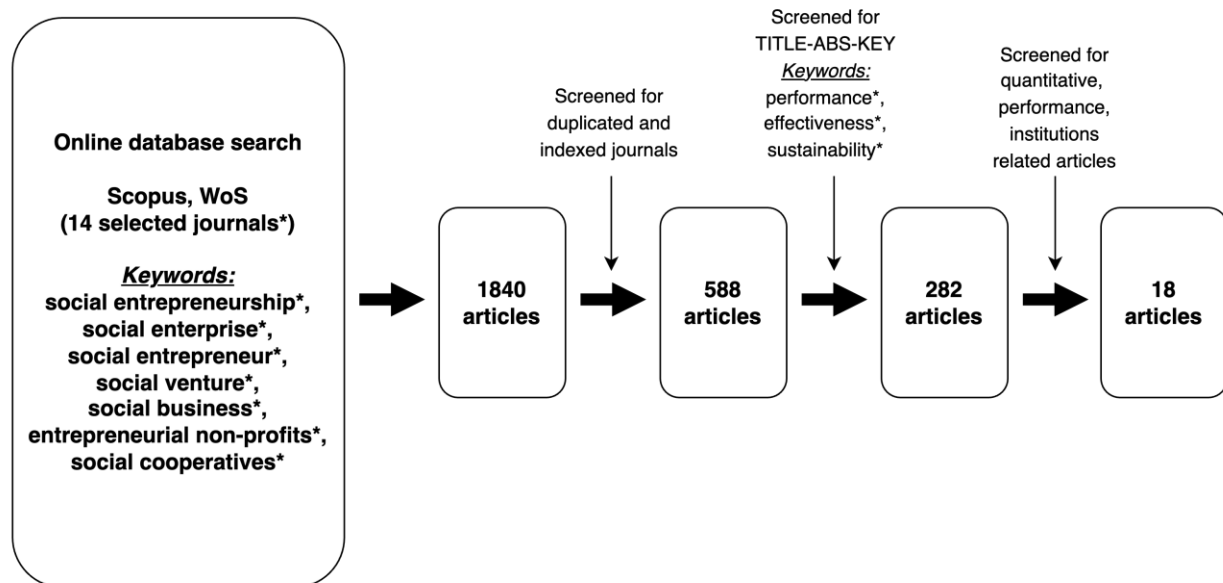 Online database search
Scopus, WoS
(14 selected journals*)
Keywords:
social entrepreneurship*,
social enterprise*,
social entrepreneur*,
social venture*,
social business*,
entrepreneurial non-profits*,
social cooperatives*
1840
articles
Screened for
duplicated and
indexed journals
588
articles
Screened for
TITLE-ABS-KEY
Keywords:
performance*,
effectiveness*,
sustainability*
282
articles
Screened for
quantitative,
performance,
institutions
related articles
18
articles